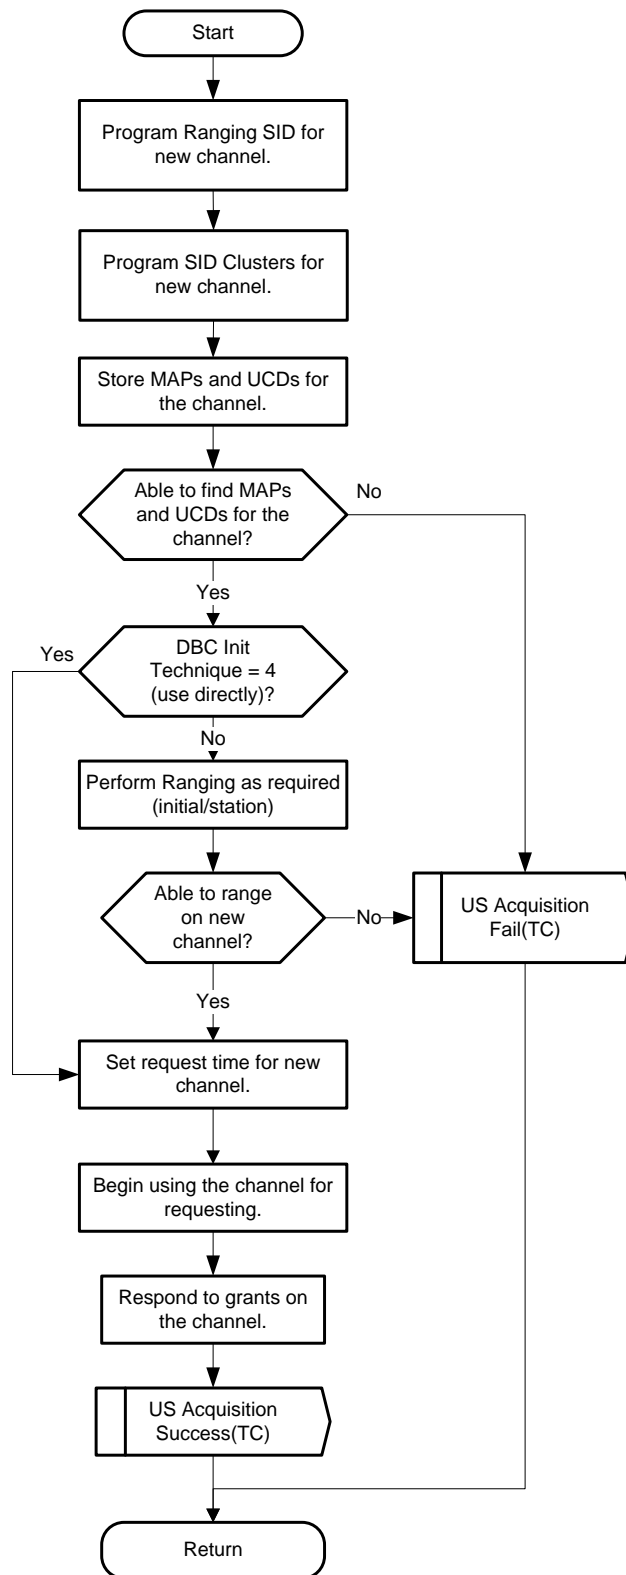 Start
Program Ranging SID for
new channel.
Program SID Clusters for
new channel.
Store MAPs and UCDs for
the channel.
Able to find MAPs
and UCDs for the
channel?
No
Yes
DBC Init
Technique = 4
(use directly)?
Yes
No
Perform Ranging as required
(initial/station)
Able to range
on new
channel?
No
US Acquisition
Fail(TC)
Yes
Set request time for new
channel.
Begin using the channel for
requesting.
Respond to grants on
the channel.
US Acquisition
Success(TC)
Return